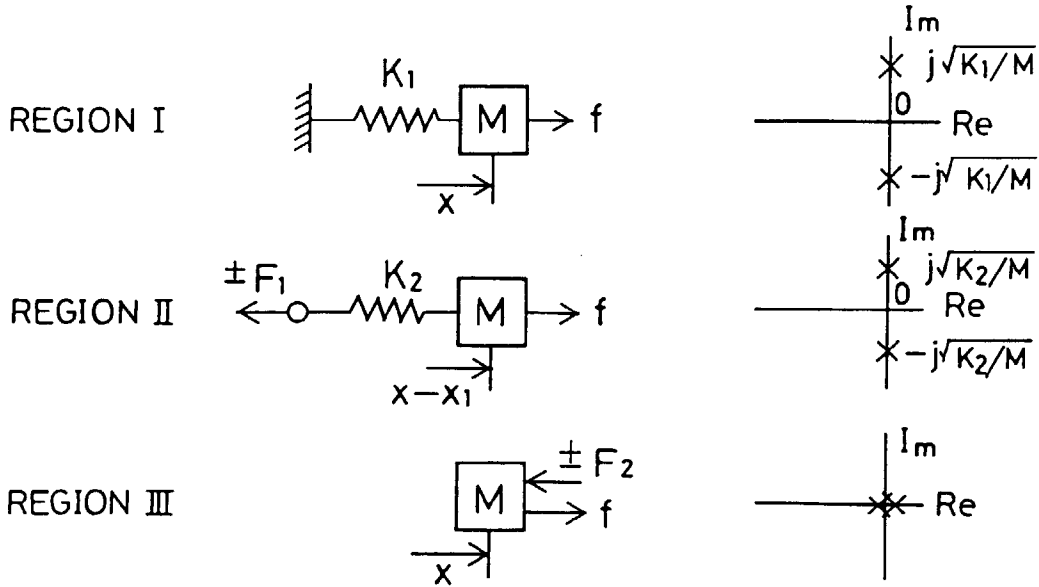 Im
K1
j√K1/M
REGION I
M
f
0
Re
x
-j√K1/M
Im
±F1
K2
j√K2/M
0
REGION II
M
f
Re
x-x1
-j√K2/M
Im
±F2
REGION III
M
f
Re
x